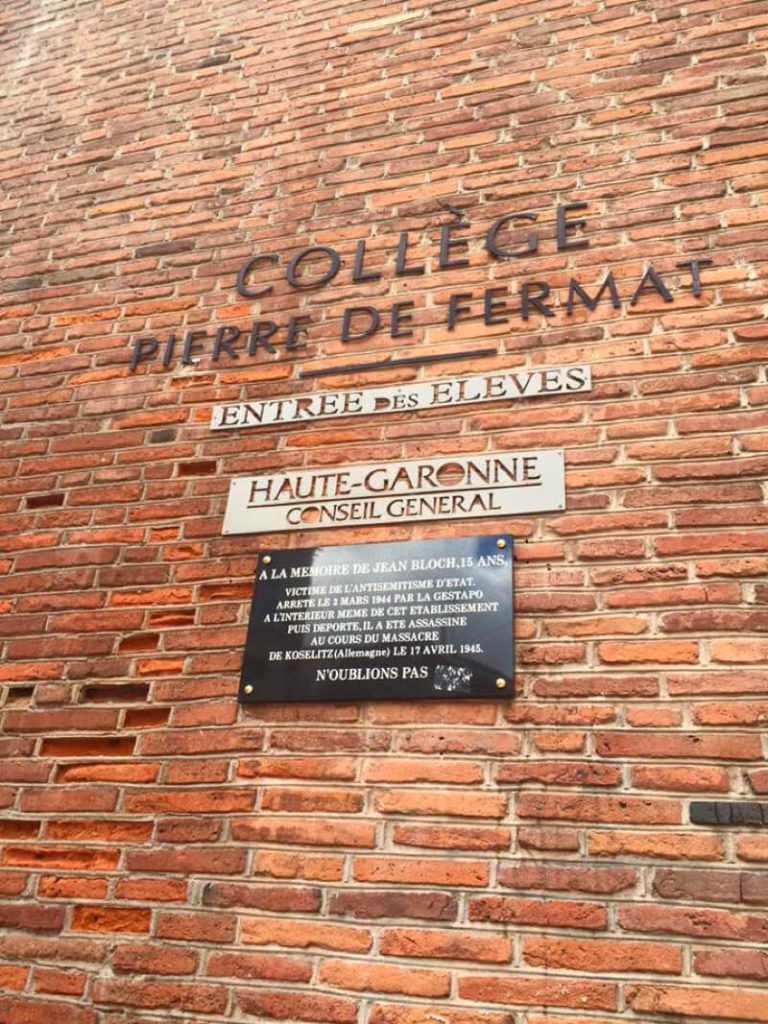 COLLÈGE
PIERRE DE FERMAT
ENTREE DES ELEVES
HAUTE-GARONNE
CONSEIL GENERAL
A LA MEMOIRE DE JEAN BLOCH, 15 ANS,
VICTIME DE L'ANTISEMITISME D'ETAT.
ARRETE LE 3 MARS 1944 PAR LA GESTAPO
A L'INTERIEUR MEME DE CET ETABLISSEMENT
PUIS DEPORTE, IL A ETE ASSASSINE
AU COURS DU MASSACRE
DE KOSELITZ(Allemagne) LE 17 AVRIL 1945.
N'OUBLIONS PAS